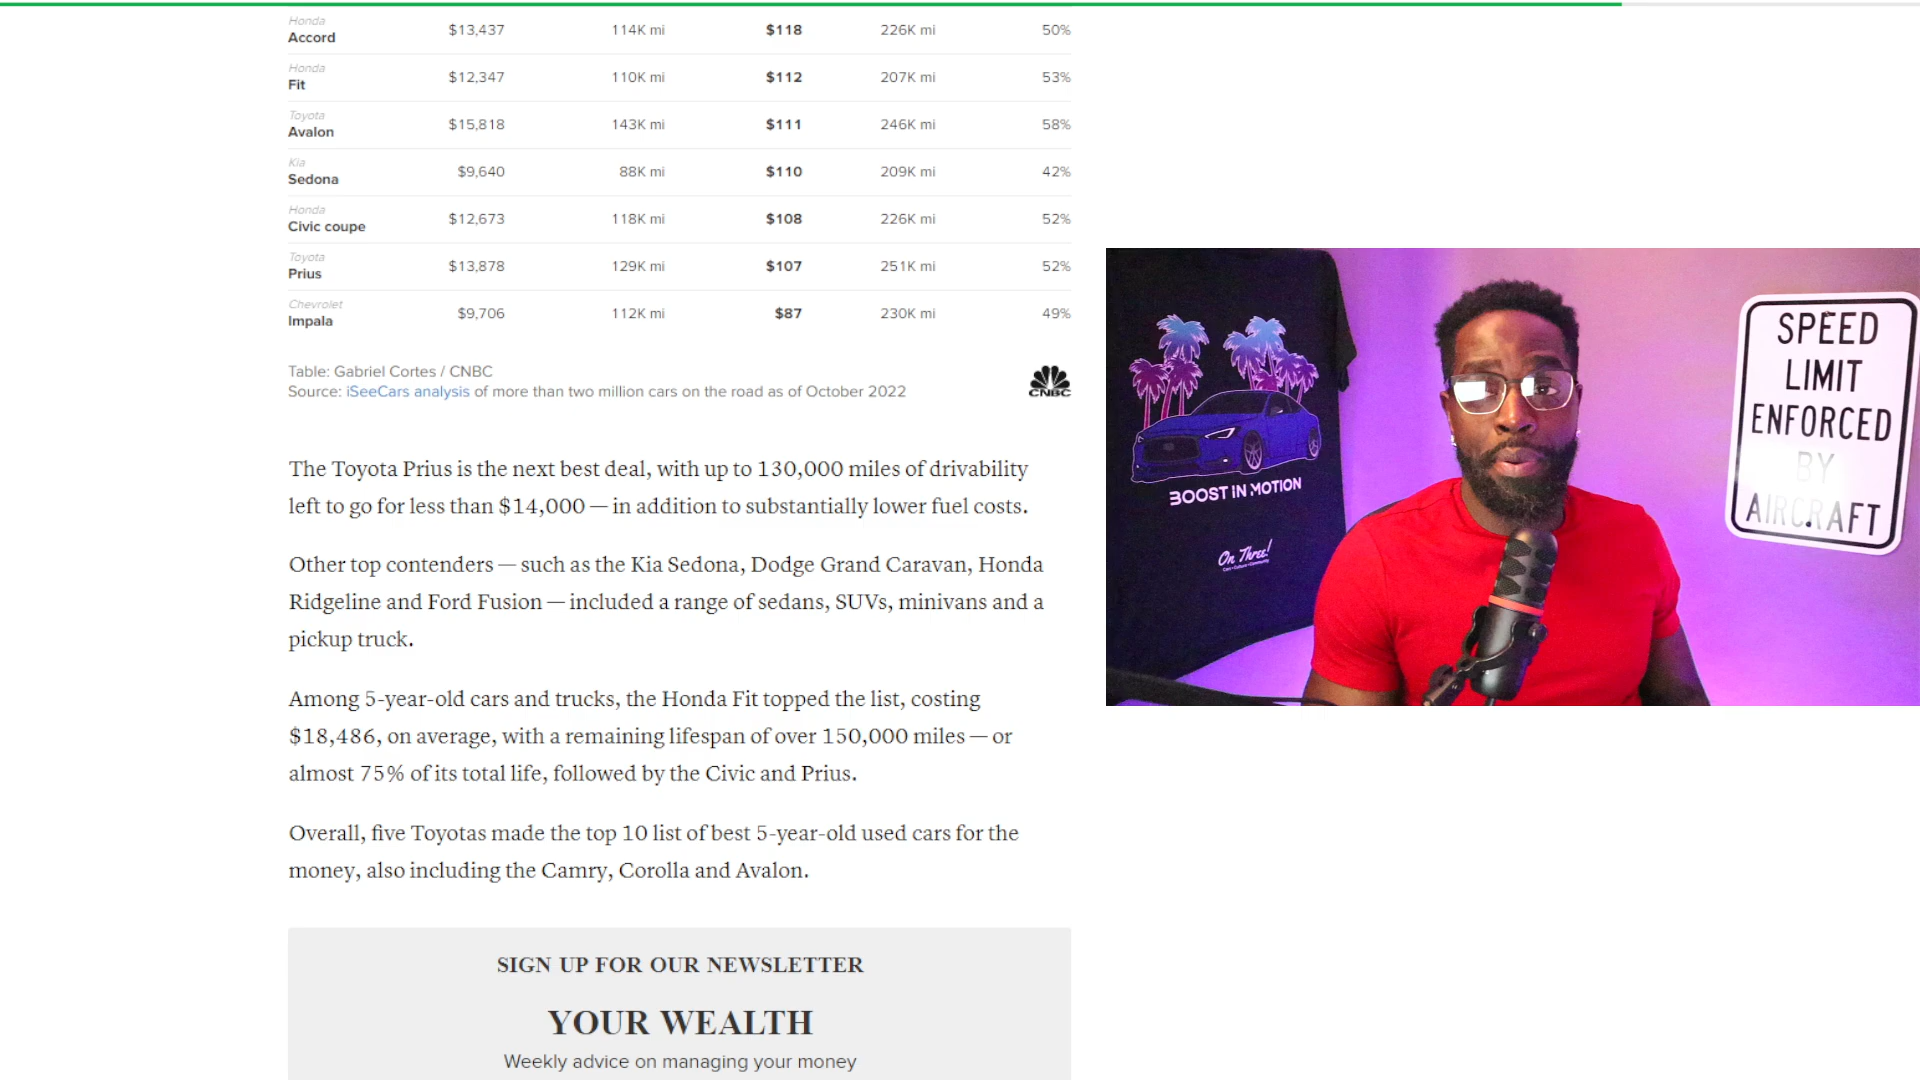 Honda
Accord $13,437 114K mi $118 226K mi 50%
Honda
Fit $12,347 110K mi $112 207K mi 53%
Toyota
Avalon $15,818 143K mi $111 246K mi 58%
Kia
Sedona $9,640 88K mi $110 209K mi 42%
Honda
Civic coupe $12,673 118K mi $108 226K mi 52%
Toyota
Prius $13,878 129K mi $107 251K mi 52%
Chevrolet
Impala $9,706 112K mi $87 230K mi 49%
Table: Gabriel Cortes / CNBC
Source: iSeeCars analysis of more than two million cars on the road as of October 2022
CNBC
The Toyota Prius is the next best deal, with up to 130,000 miles of drivability
left to go for less than $14,000 — in addition to substantially lower fuel costs.
Other top contenders — such as the Kia Sedona, Dodge Grand Caravan, Honda
Ridgeline and Ford Fusion — included a range of sedans, SUVs, minivans and a
pickup truck.
Among 5-year-old cars and trucks, the Honda Fit topped the list, costing
$18,486, on average, with a remaining lifespan of over 150,000 miles — or
almost 75% of its total life, followed by the Civic and Prius.
Overall, five Toyotas made the top 10 list of best 5-year-old used cars for the
money, also including the Camry, Corolla and Avalon.
SIGN UP FOR OUR NEWSLETTER
YOUR WEALTH
Weekly advice on managing your money
BOOST IN MOTION
On Three!
Cars•Culture•Community
SPEED
LIMIT
ENFORCED
BY
AIRCRAFT